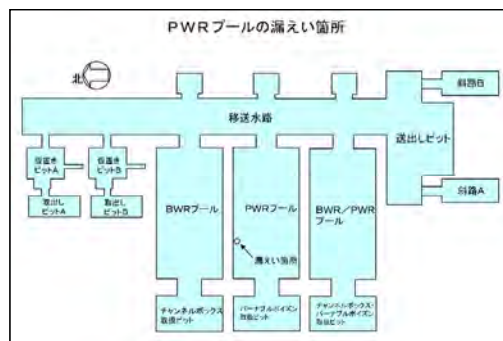 PWRプールの漏えい箇所
北
斜路B
移送水路
送出しピット
仮置き
ピットA
仮置き
ピットB
斜路A
取出し
ピットA
取出し
ピットB
BWRプール
PWRプール
BWR/PWR
プール
漏えい箇所
チャンネルボックス
取扱ピット
バーナブルポイズン
取扱ピット
チャンネルボックス・
バーナブルポイズン
取扱ピット